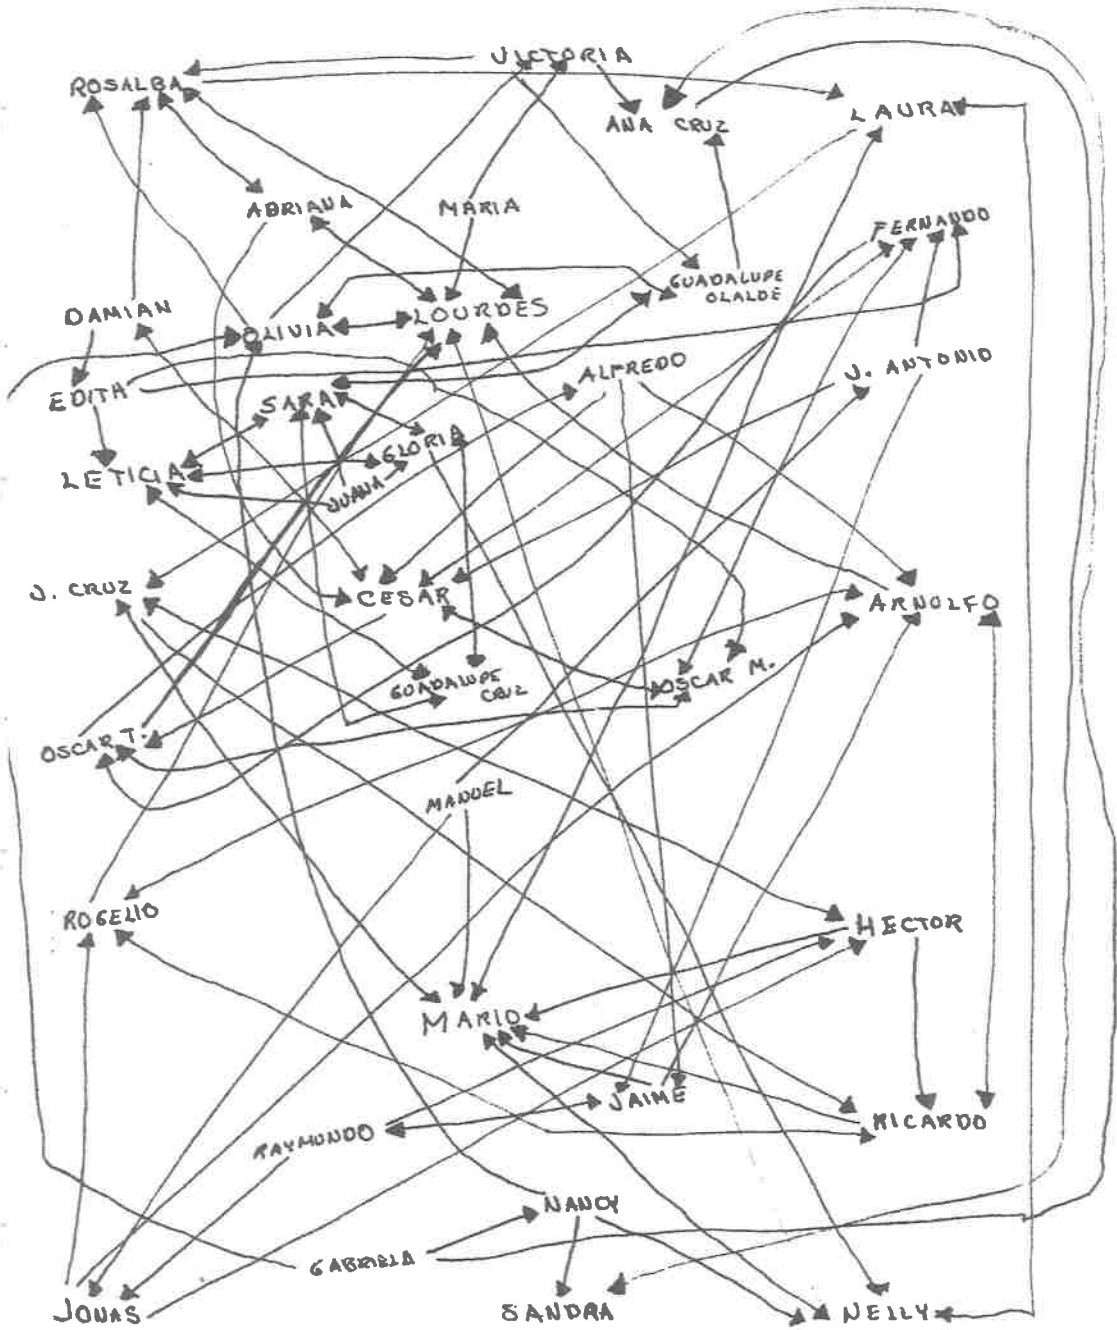 VICTORIA
ROSALBA
ANA CRUZ
LAURA
ADRIANA
MARIA
FERNANDO
GUADALUPE
OLALDE
DAMIAN
LOURDES
OLIVIA
ALFREDO
J. ANTONIO
EDITH
SARA
GLORIA
LETICIA
JUANA
J. CRUZ
CESAR
ARNULFO
GUADALUPE
CRUZ
OSCAR M.
OSCAR T.
MANUEL
ROGELIO
HECTOR
MARIO
JAIME
RICARDO
RAYMUNDO
NANCY
GABRIELA
JONAS
SANDRA
NELLY